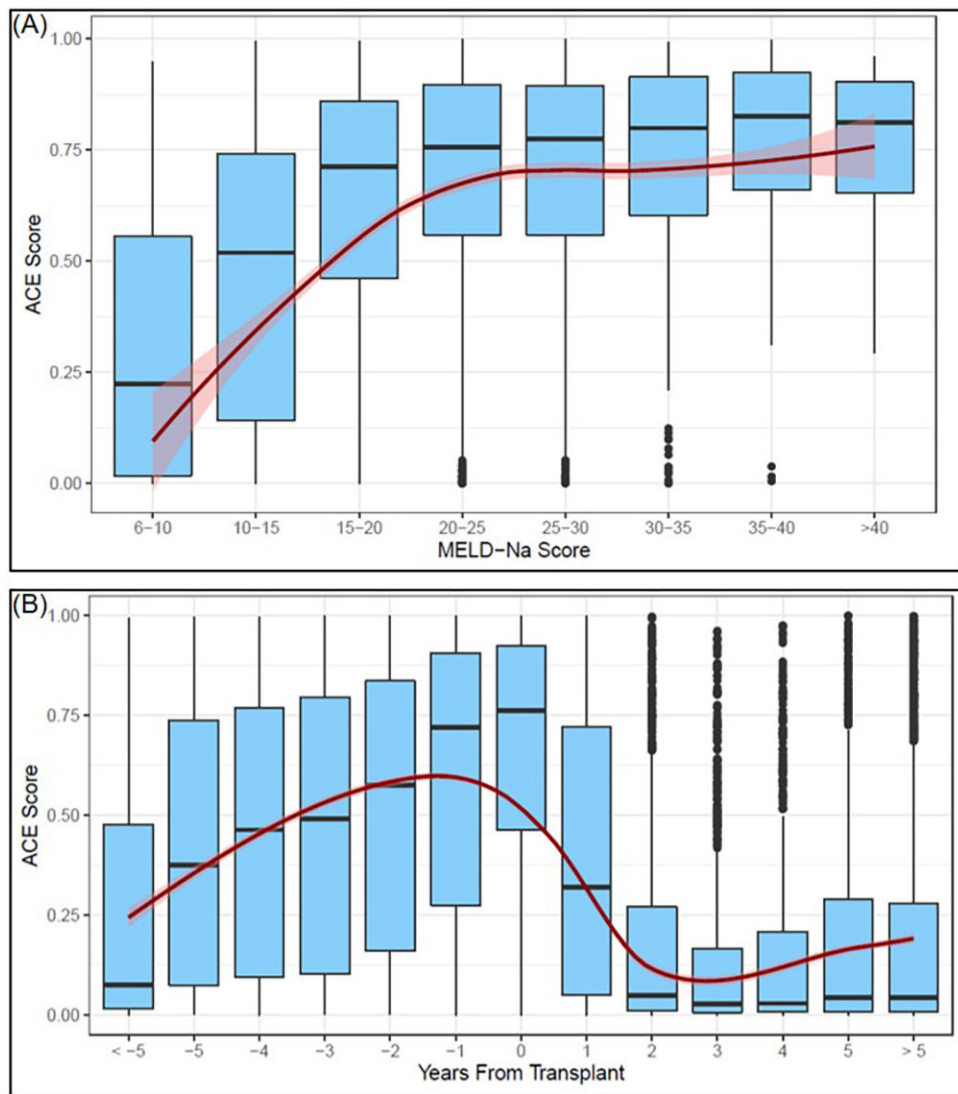 (A)
1.00
0.75
0.50
0.25
0.00
ACE Score
6−10 10−15 15−20 20−25 25−30 30−35 35−40 >40
MELD−Na Score
(B)
1.00
0.75
0.50
0.25
0.00
ACE Score
< −5 −5 −4 −3 −2 −1 0 1 2 3 4 5 > 5
Years From Transplant